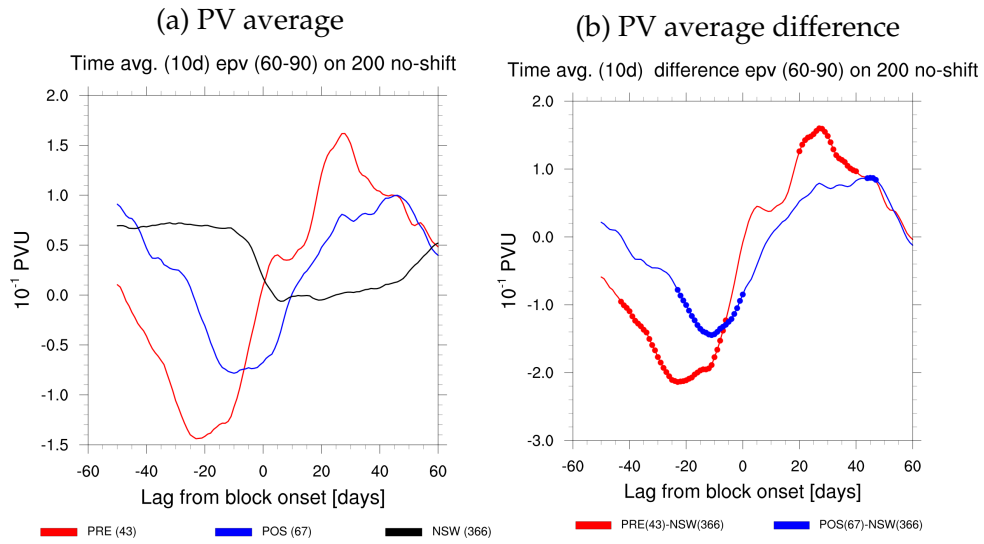 (a) PV average
Time avg. (10d) epv (60-90) on 200 no-shift
2.0
1.5
1.0
0.5
0.0
-0.5
-1.0
-1.5
10⁻¹ PVU
-60 -40 -20 0 20 40 60
Lag from block onset [days]
PRE (43) POS (67) NSW (366)
(b) PV average difference
Time avg. (10d) difference epv (60-90) on 200 no-shift
2.0
1.0
0.0
-1.0
-2.0
-3.0
10⁻¹ PVU
-60 -40 -20 0 20 40 60
Lag from block onset [days]
PRE(43)-NSW(366) POS(67)-NSW(366)